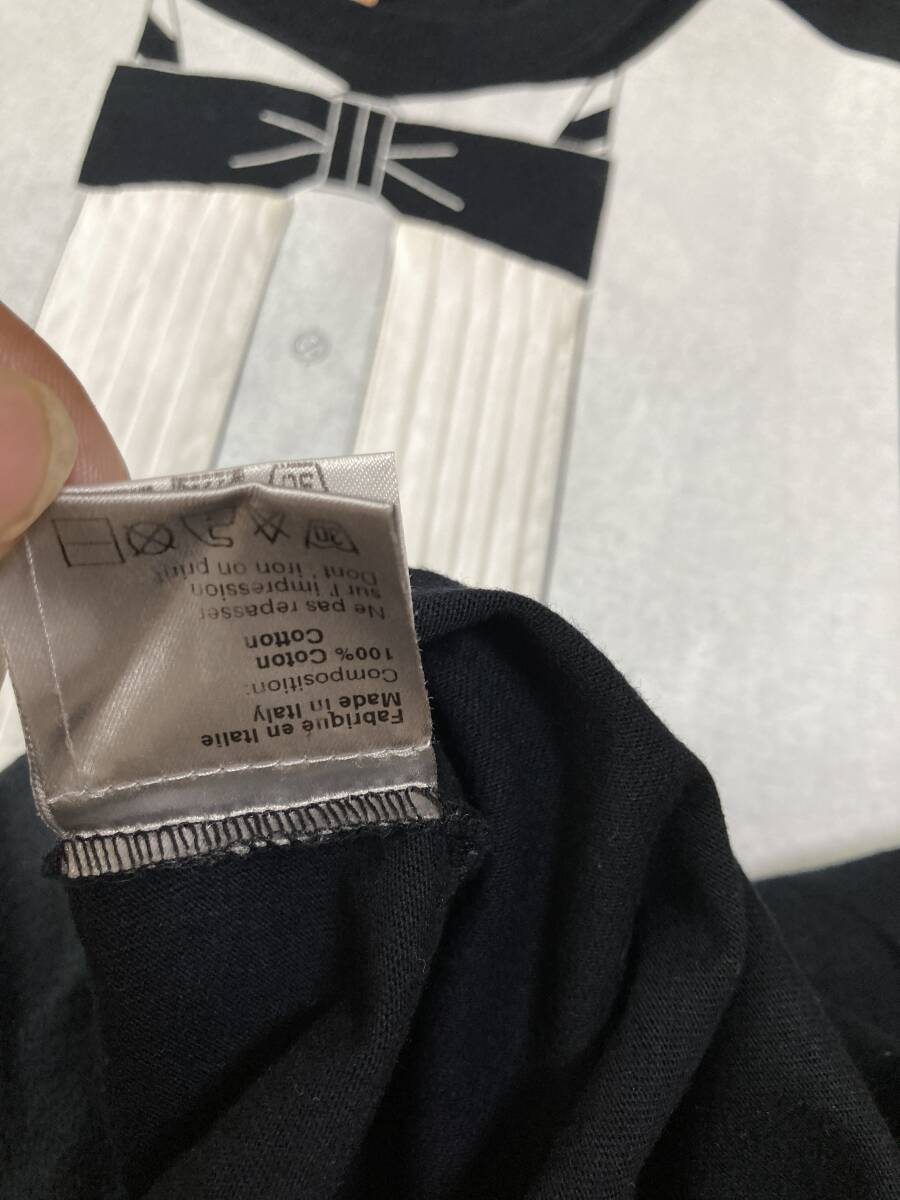 Fabriqué en Italie
Made in Italy
Composition:
100% Coton
Cotton
Ne pas repasser
sur l'impression
Dont' iron on print
30